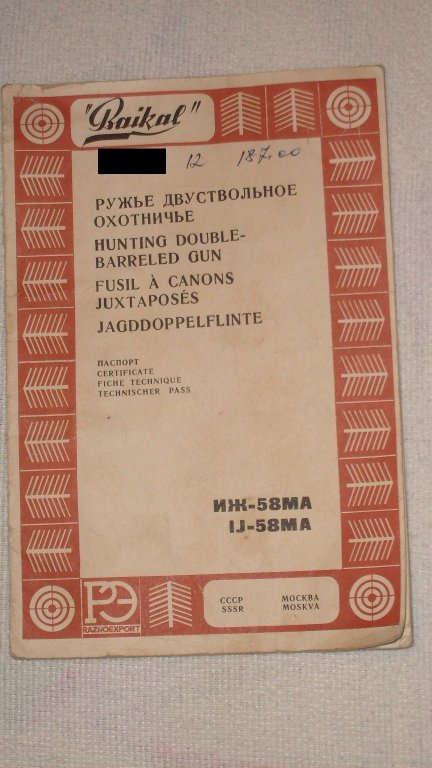 "Baikal"
12 187.00
РУЖЬЕ ДВУСТВОЛЬНОЕ
ОХОТНИЧЬЕ
HUNTING DOUBLE-
BARRELED GUN
FUSIL À CANONS
JUXTAPOSÉS
JAGDDOPPELFLINTE
ПАСПОРТ
CERTIFICATE
FICHE TECHNIQUE
TECHNISCHER PASS
ИЖ-58МА
IJ-58MA
РЭ
RAZNOEXPORT
СССР МОСКВА
SSSR MOSKVA